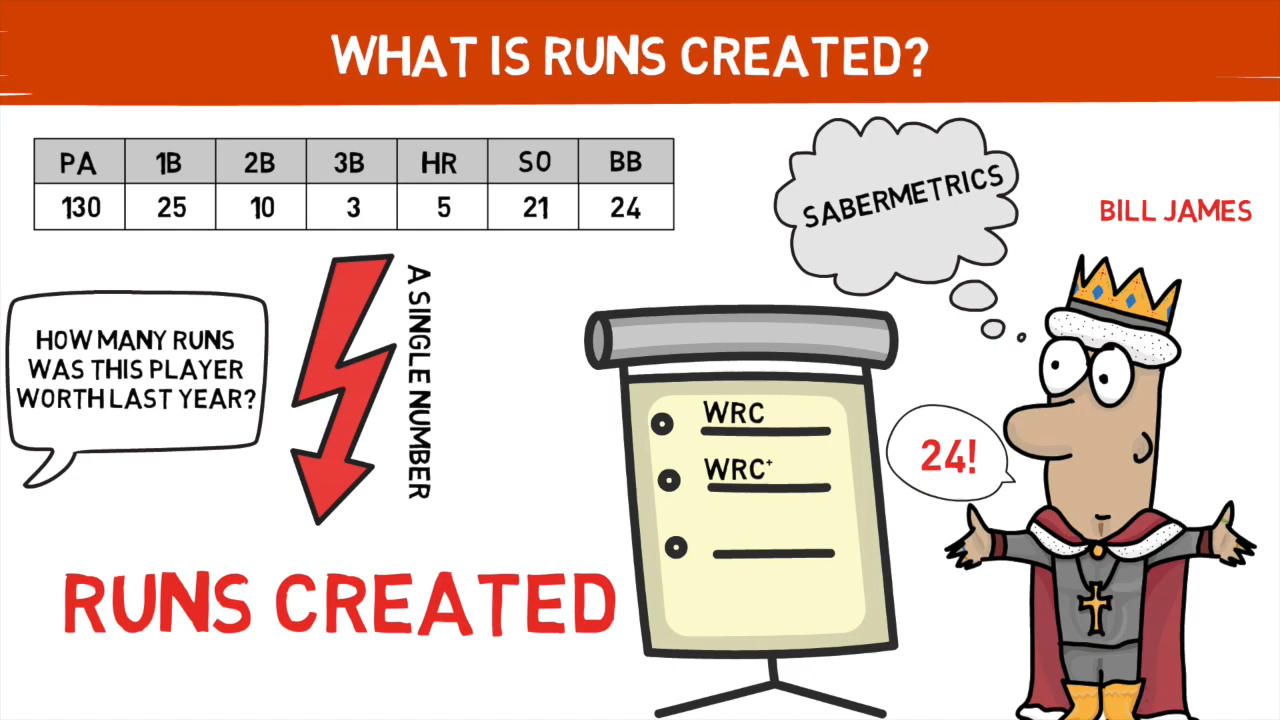 WHAT IS RUNS CREATED?
PA 1B 2B 3B HR SO BB
130 25 10 3 5 21 24
SABERMETRICS
BILL JAMES
A SINGLE NUMBER
HOW MANY RUNS
WAS THIS PLAYER
WORTH LAST YEAR?
WRC
WRC+
24!
RUNS CREATED